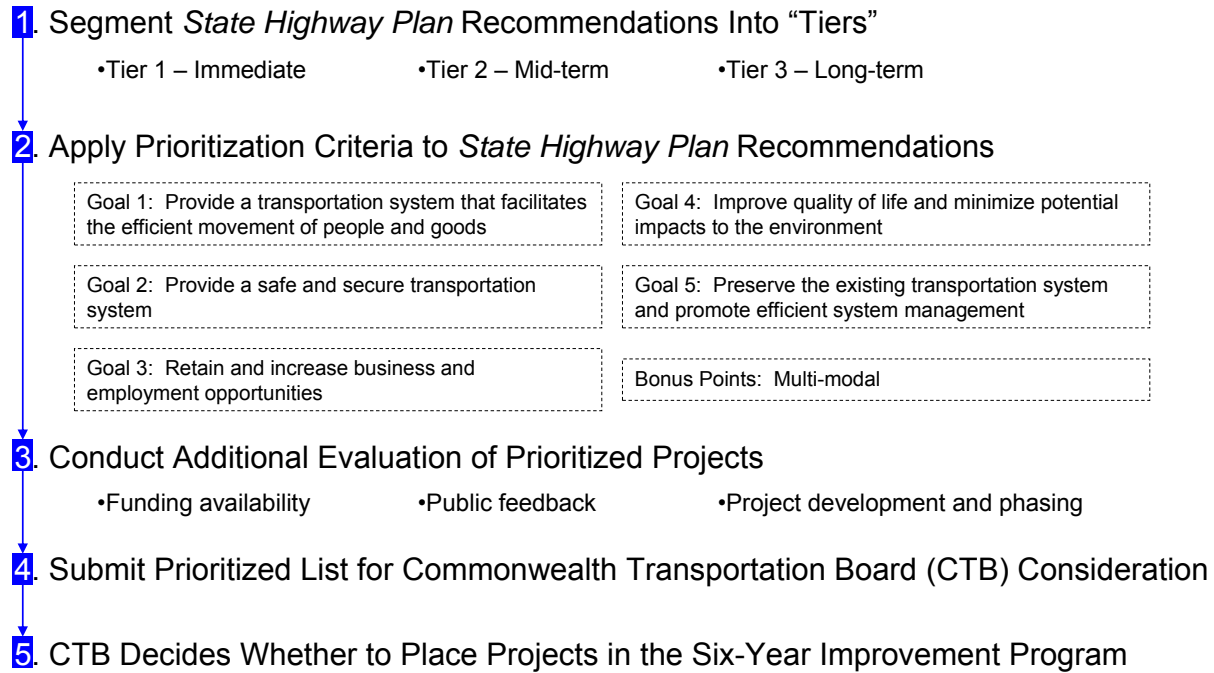 1. Segment State Highway Plan Recommendations Into “Tiers”
•Tier 1 – Immediate •Tier 2 – Mid-term •Tier 3 – Long-term
2. Apply Prioritization Criteria to State Highway Plan Recommendations
Goal 1: Provide a transportation system that facilitates
the efficient movement of people and goods
Goal 2: Provide a safe and secure transportation
system
Goal 3: Retain and increase business and
employment opportunities
Goal 4: Improve quality of life and minimize potential
impacts to the environment
Goal 5: Preserve the existing transportation system
and promote efficient system management
Bonus Points: Multi-modal
3. Conduct Additional Evaluation of Prioritized Projects
•Funding availability •Public feedback •Project development and phasing
4. Submit Prioritized List for Commonwealth Transportation Board (CTB) Consideration
5. CTB Decides Whether to Place Projects in the Six-Year Improvement Program